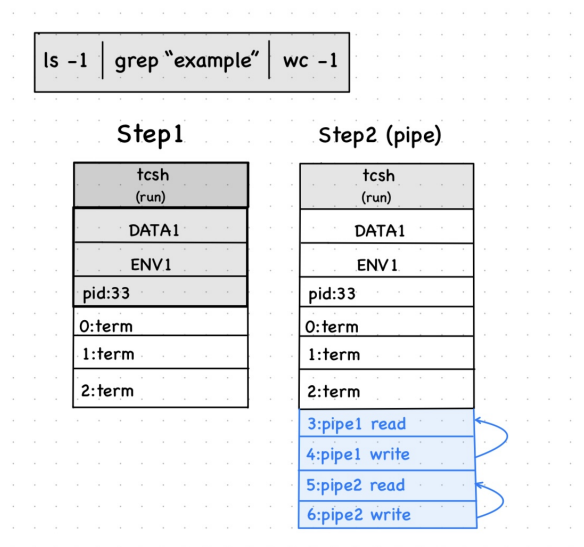 ls -1 | grep "example" | wc -1
Step1
tcsh
(run)
DATA1
ENV1
pid:33
0:term
1:term
2:term
Step2 (pipe)
tcsh
(run)
DATA1
ENV1
pid:33
0:term
1:term
2:term
3:pipe1 read
4:pipe1 write
5:pipe2 read
6:pipe2 write